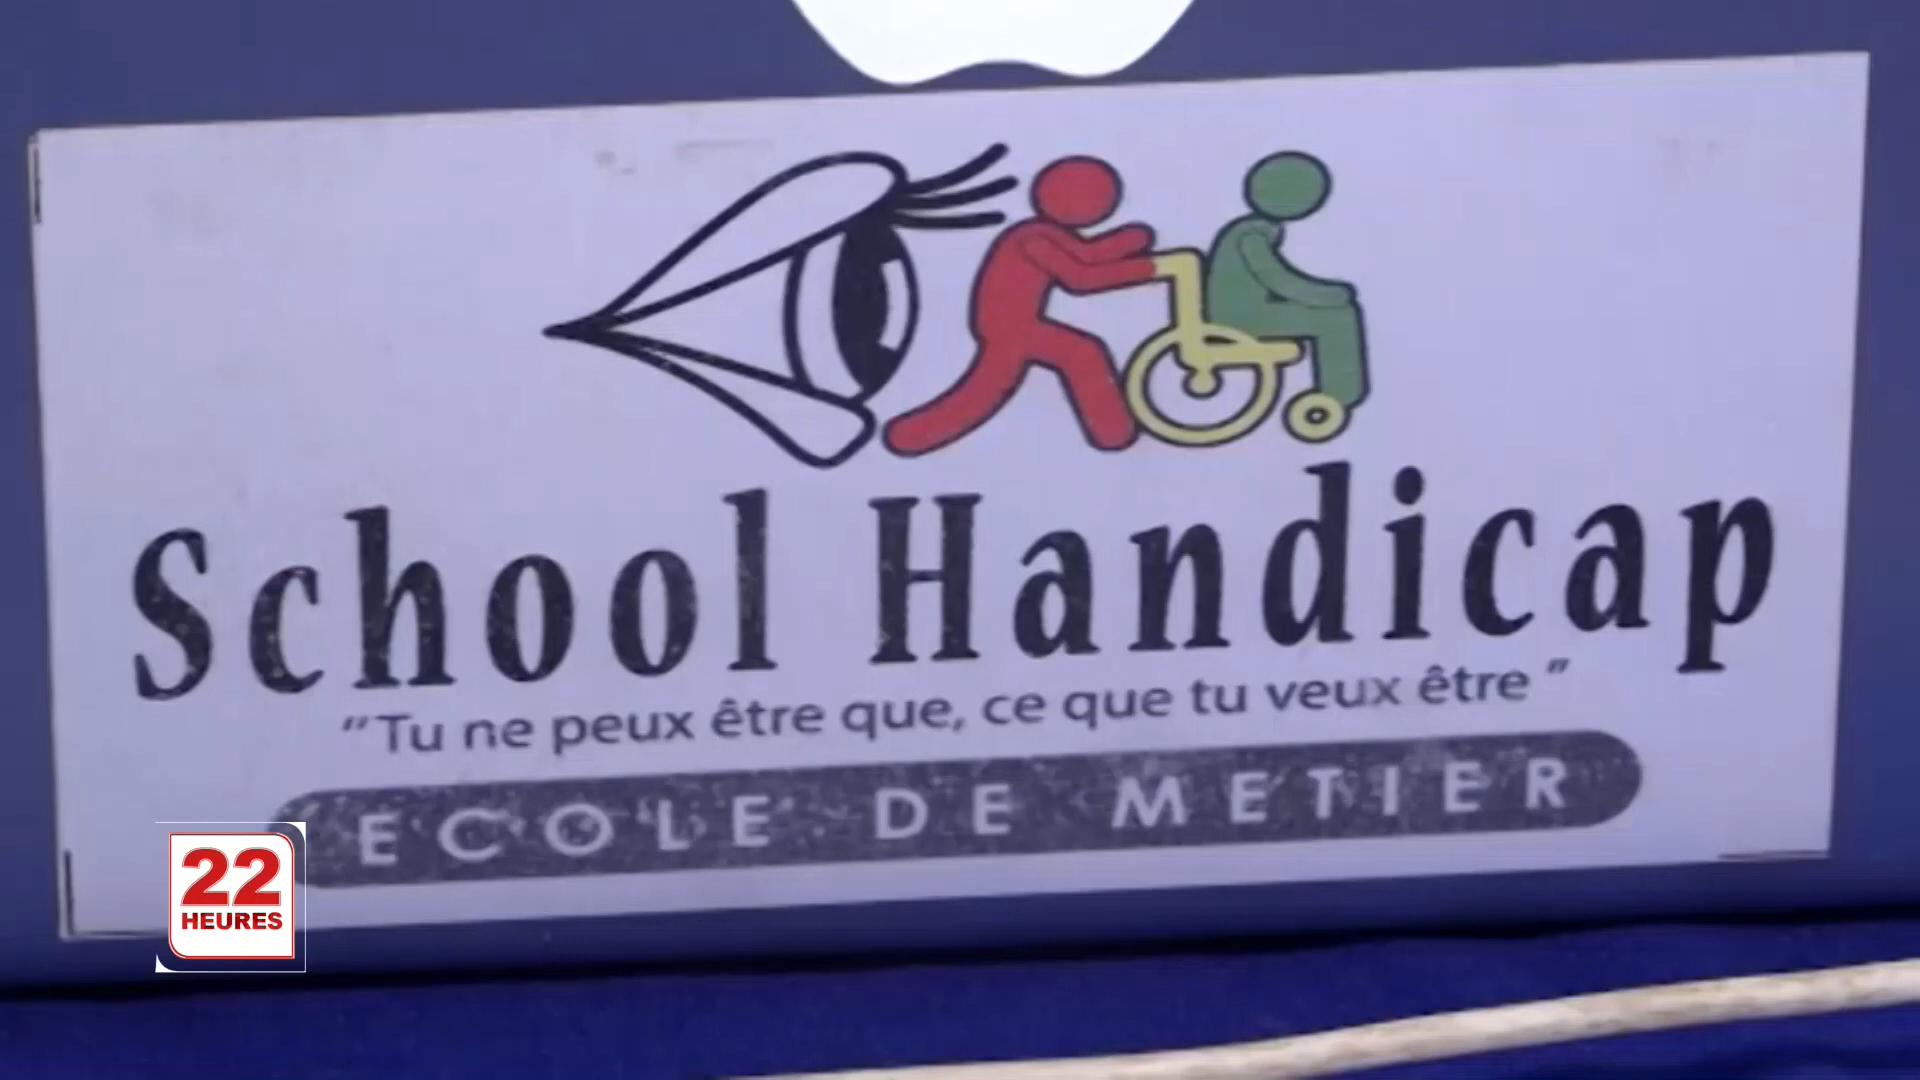 School Handicap
"Tu ne peux être que, ce que tu veux être"
ECOLE DE METIER
22
HEURES